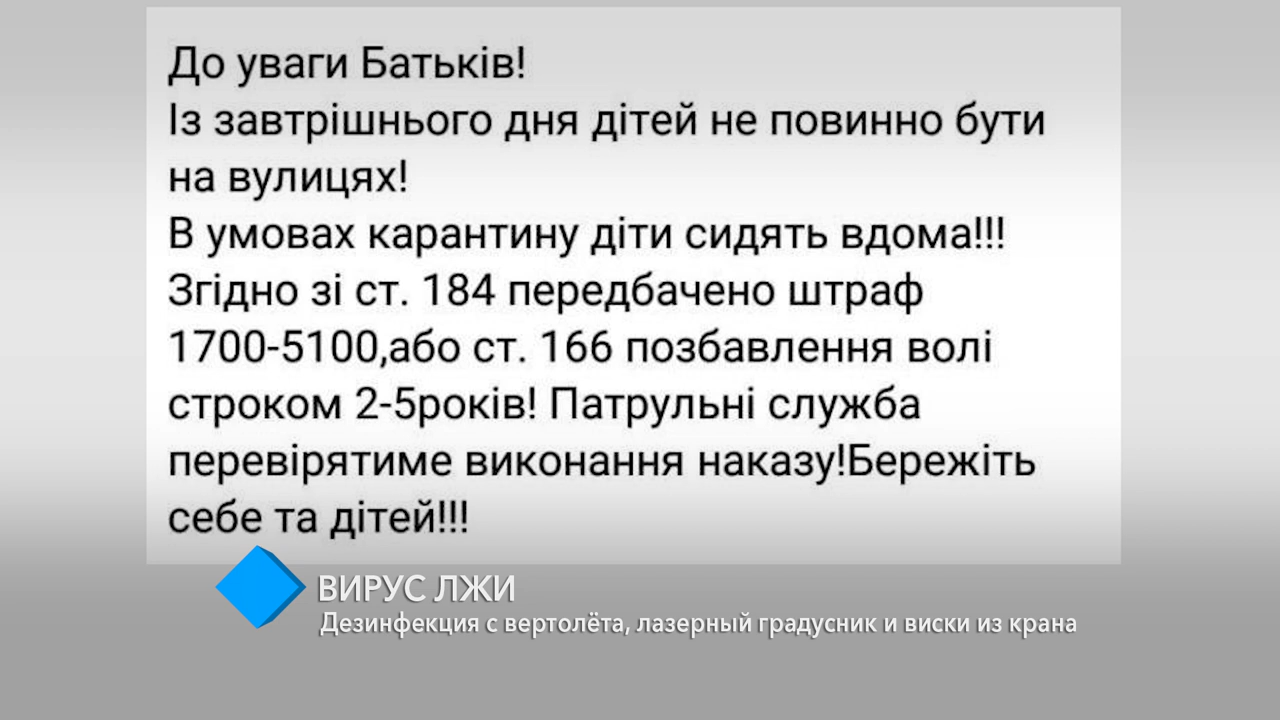 До уваги Батьків!
Із завтрішнього дня дітей не повинно бути
на вулицях!
В умовах карантину діти сидять вдома!!!
Згідно зі ст. 184 передбачено штраф
1700-5100,або ст. 166 позбавлення волі
строком 2-5років! Патрульні служба
перевірятиме виконання наказу!Бережіть
себе та дітей!!!
ВИРУС ЛЖИ
Дезинфекция с вертолёта, лазерный градусник и виски из крана